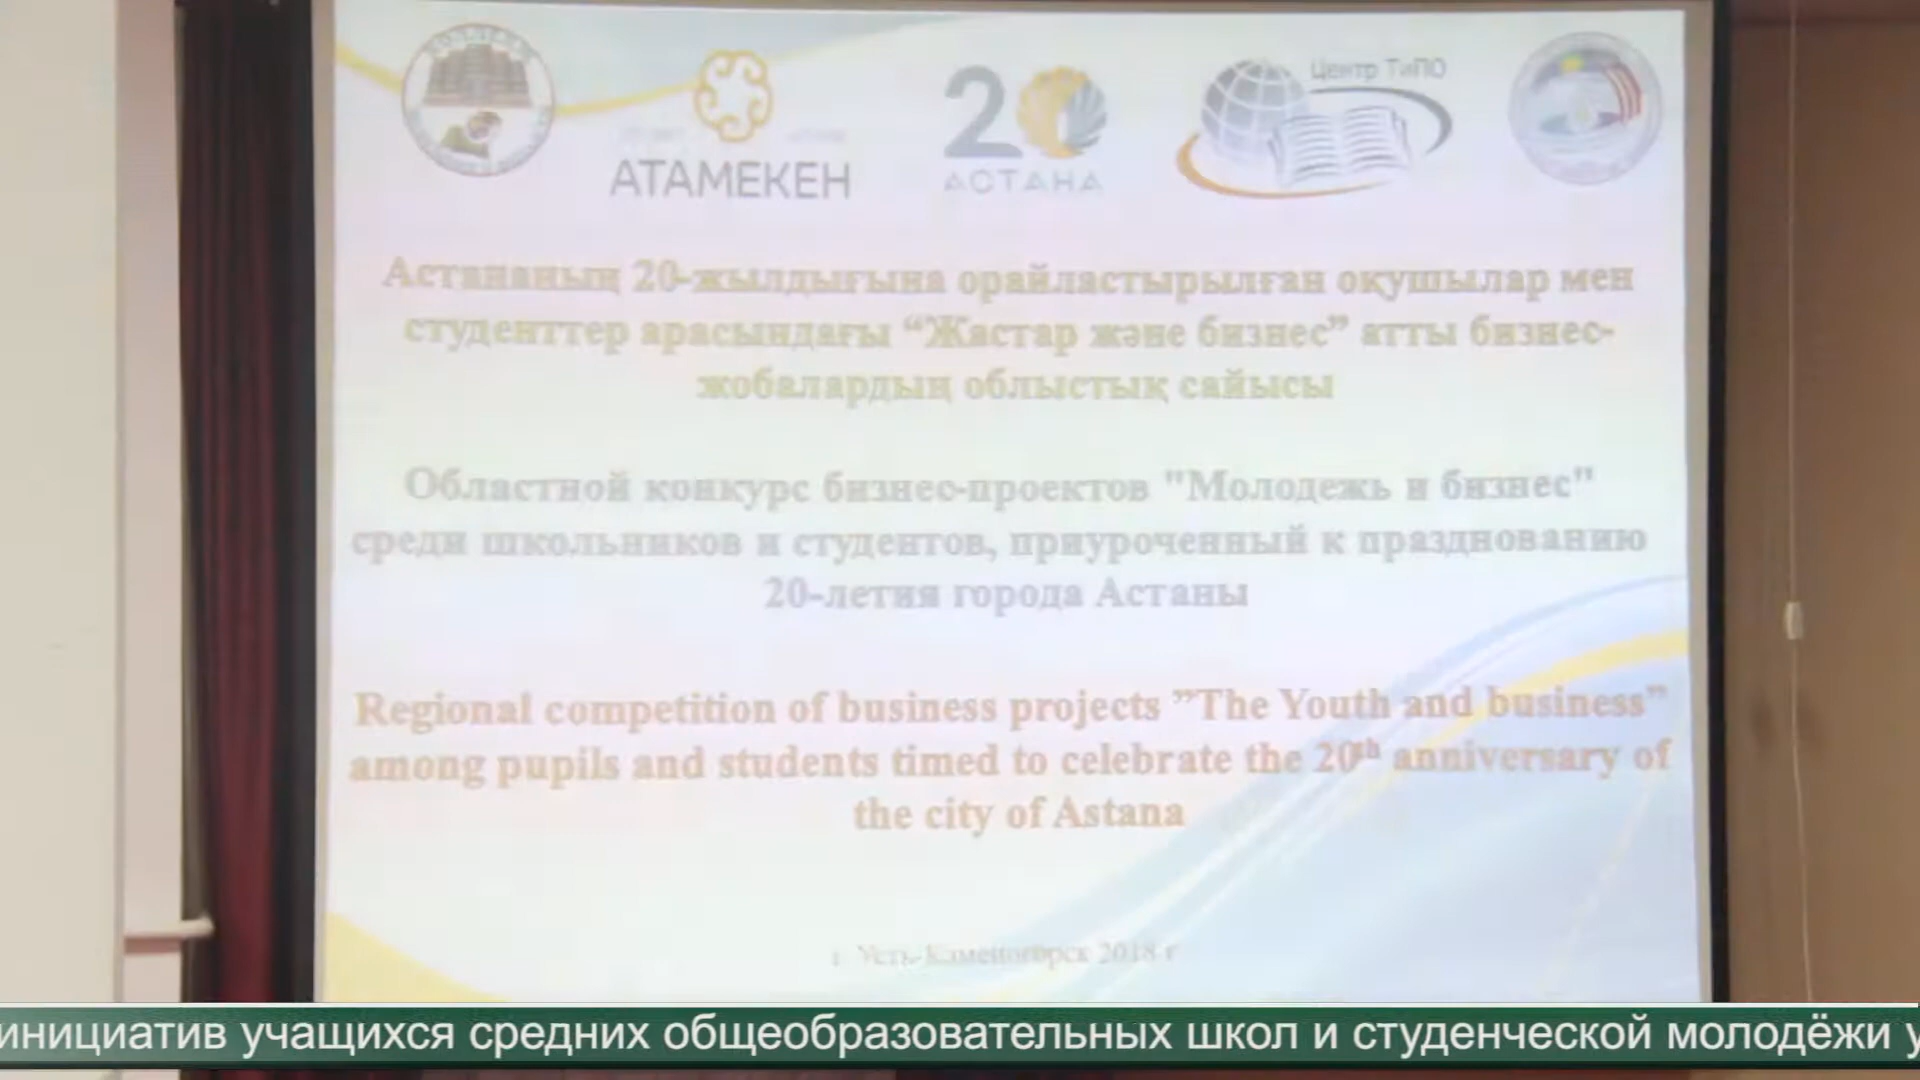 Центр ТиПО
20
АТАМЕКЕН
АСТАНА
Астананың 20-жылдығына орайластырылған оқушылар мен
студенттер арасындағы “Жастар және бизнес” атты бизнес-
жобалардың облыстық сайысы
Областной конкурс бизнес-проектов "Молодежь и бизнес"
среди школьников и студентов, приуроченный к празднованию
20-летия города Астаны
Regional competition of business projects ”The Youth and business”
among pupils and students timed to celebrate the 20th anniversary of
the city of Astana
г. Усть-Каменогорск 2018 г
инициатив учащихся средних общеобразовательных школ и студенческой молодёжи у